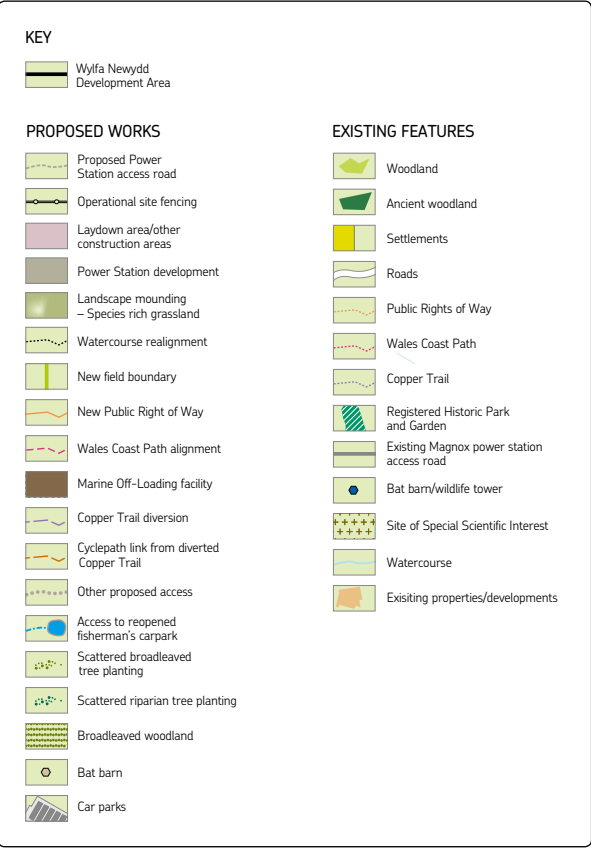 KEY
Wylfa Newydd
Development Area
PROPOSED WORKS
Proposed Power
Station access road
Operational site fencing
Laydown area/other
construction areas
Power Station development
Landscape mounding
– Species rich grassland
Watercourse realignment
New field boundary
New Public Right of Way
Wales Coast Path alignment
Marine Off-Loading facility
Copper Trail diversion
Cyclepath link from diverted
Copper Trail
Other proposed access
Access to reopened
fisherman's carpark
Scattered broadleaved
tree planting
Scattered riparian tree planting
Broadleaved woodland
Bat barn
Car parks
EXISTING FEATURES
Woodland
Ancient woodland
Settlements
Roads
Public Rights of Way
Wales Coast Path
Copper Trail
Registered Historic Park
and Garden
Existing Magnox power station
access road
Bat barn/wildlife tower
Site of Special Scientific Interest
Watercourse
Exisiting properties/developments